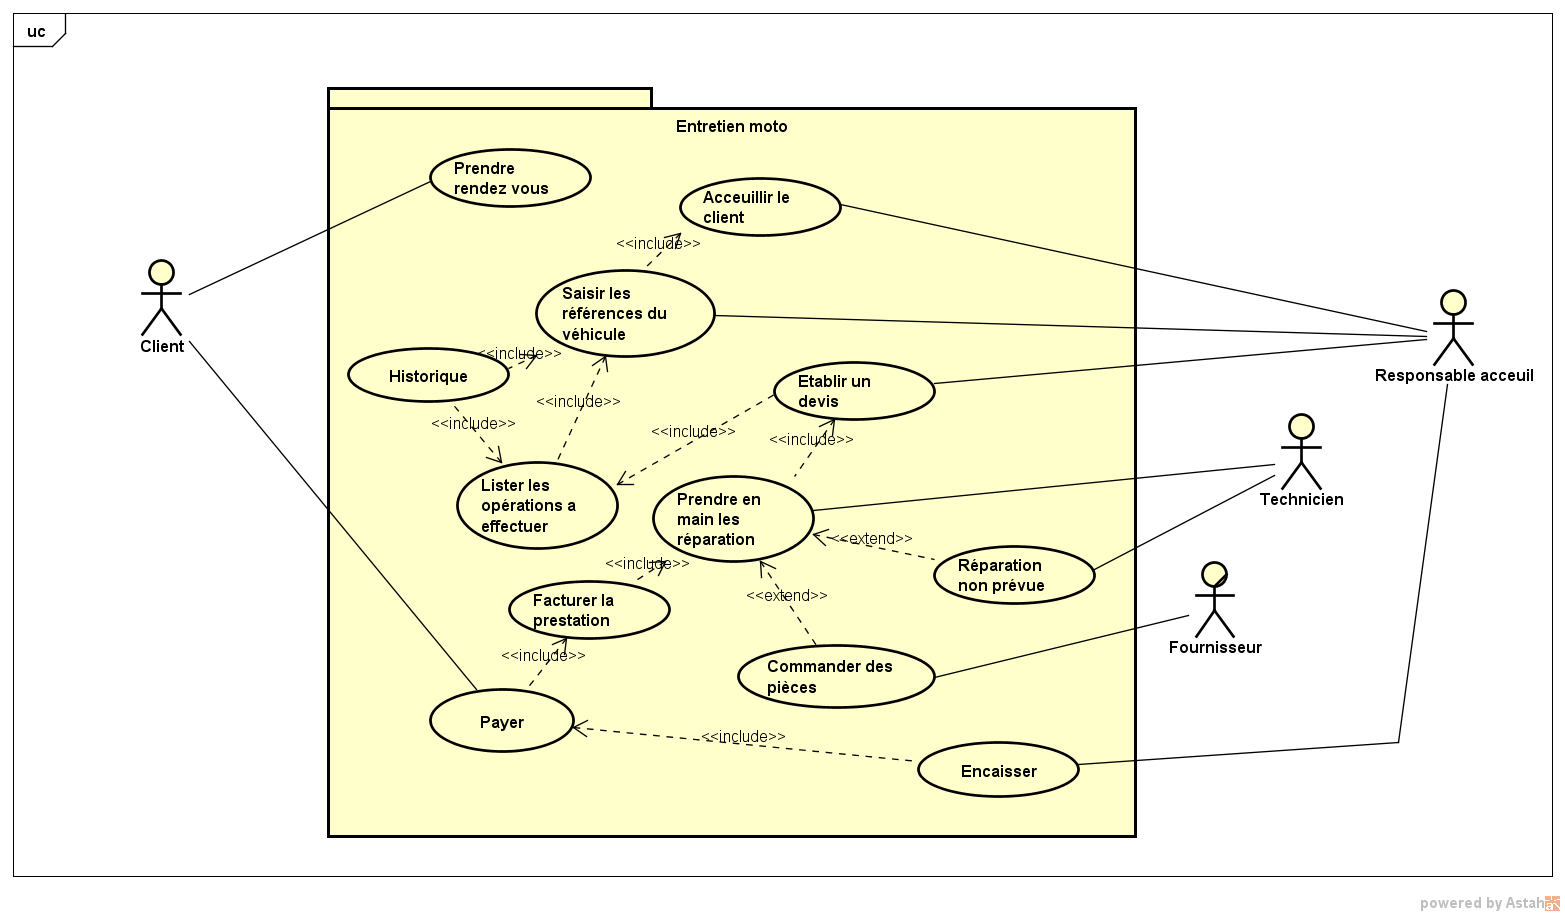 uc
Entretien moto
Prendre
rendez vous
Acceuillir le
client
<<include>>
Saisir les
références du
véhicule
Client
<<include>>
Historique
Responsable acceuil
Etablir un
devis
<<include>>
<<include>>
<<include>>
<<include>>
Lister les
opérations a
effectuer
Prendre en
main les
réparation
Technicien
<<extend>>
<<include>>
Réparation
non prévue
Facturer la
prestation
<<extend>>
Fournisseur
<<include>>
Commander des
pièces
Payer
<<include>>
Encaisser
powered by Astah